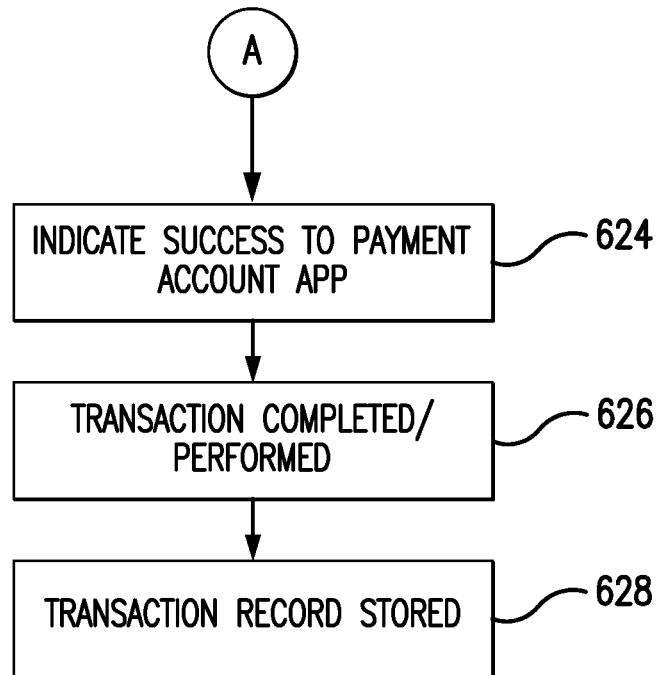 A
INDICATE SUCCESS TO PAYMENT
ACCOUNT APP
624
TRANSACTION COMPLETED/
PERFORMED
626
TRANSACTION RECORD STORED
628